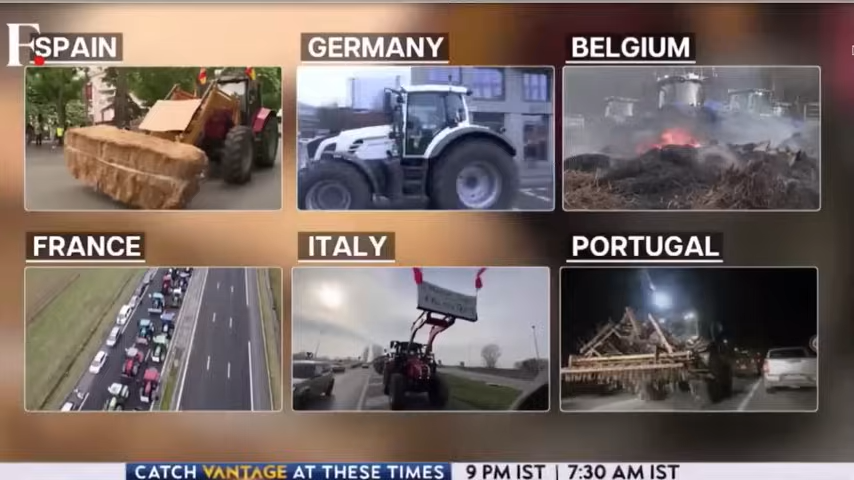 F
SPAIN
GERMANY
BELGIUM
FRANCE
ITALY
PORTUGAL
CATCH VANTAGE AT THESE TIMES 9 PM IST | 7:30 AM IST